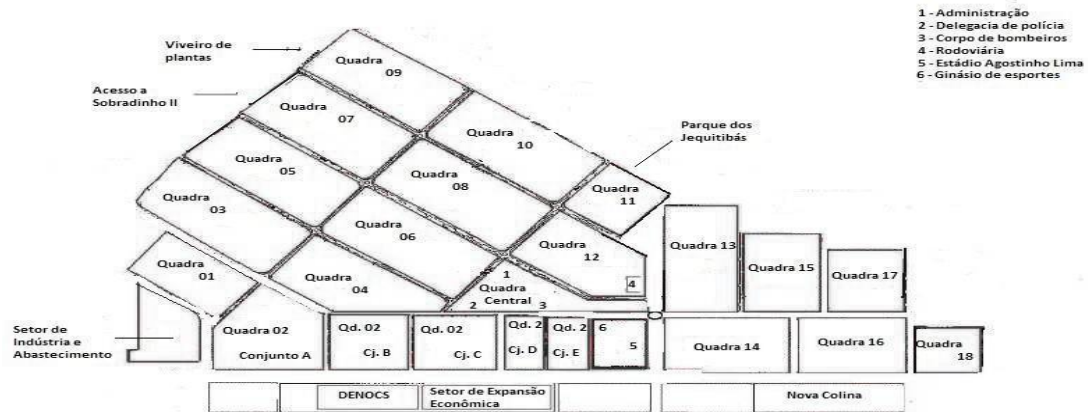 1 - Administração
2 - Delegacia de polícia
3 - Corpo de bombeiros
4 - Rodoviária
5 - Estádio Agostinho Lima
6 - Ginásio de esportes
Viveiro de
plantas
Quadra
09
Acesso a
Sobradinho II
Quadra
07
Quadra
10
Parque dos
Jequitibás
Quadra
05
Quadra
08
Quadra
11
Quadra
03
Quadra
06
Quadra
12
Quadra 13
Quadra 15
Quadra 17
Quadra
01
Quadra
04
1
Quadra
Central
2
3
4
Setor de
Indústria e
Abastecimento
Quadra 02
Conjunto A
Qd. 02
Cj. B
Qd. 02
Cj. C
Qd. 2
Cj. D
Qd. 2
Cj. E
6
5
Quadra 14
Quadra 16
Quadra
18
DENOCS
Setor de Expansão
Econômica
Nova Colina